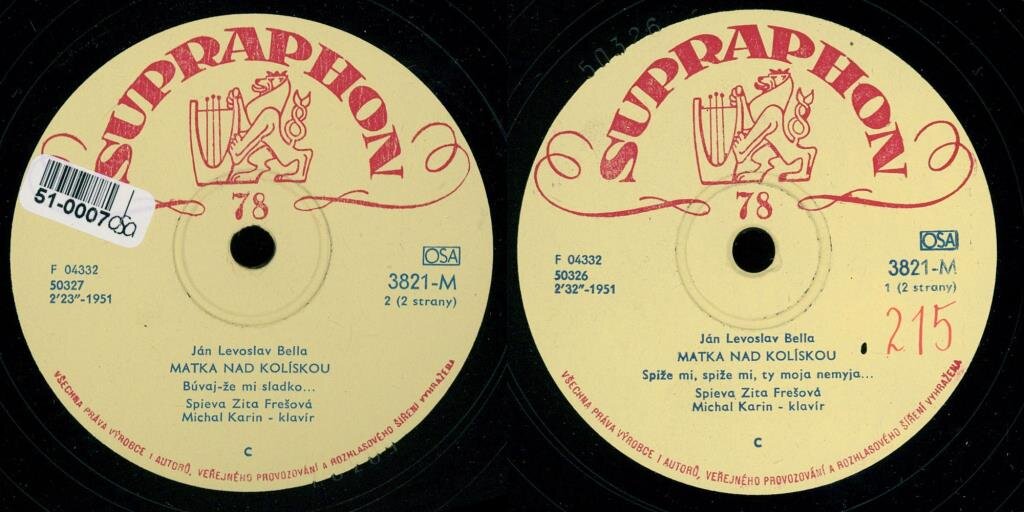 SUPRAPHON
78
51-0007 osa
OSA
F 04332
50327
2'23"-1951
3821-M
2 (2 strany)
Ján Levoslav Bella
MATKA NAD KOLÍSKOU
Búvaj-že mi sladko...
Spieva Zita Frešová
Michal Karin - klavír
C
VŠECHNA PRÁVA VÝROBCE I AUTORŮ, VEŘEJNÉHO PROVOZOVÁNÍ A ROZHLASOVÉHO ŠÍŘENÍ VYHRAŽENA
50326
SUPRAPHON
78
OSA
F 04332
50326
2'32"-1951
3821-M
1 (2 strany)
215
Ján Levoslav Bella
MATKA NAD KOLÍSKOU
Spiže mi, spiže mi, ty moja nemyja...
Spieva Zita Frešová
Michal Karin - klavír
C
VŠECHNA PRÁVA VÝROBCE I AUTORŮ, VEŘEJNÉHO PROVOZOVÁNÍ A ROZHLASOVÉHO ŠÍŘENÍ VYHRAŽENA